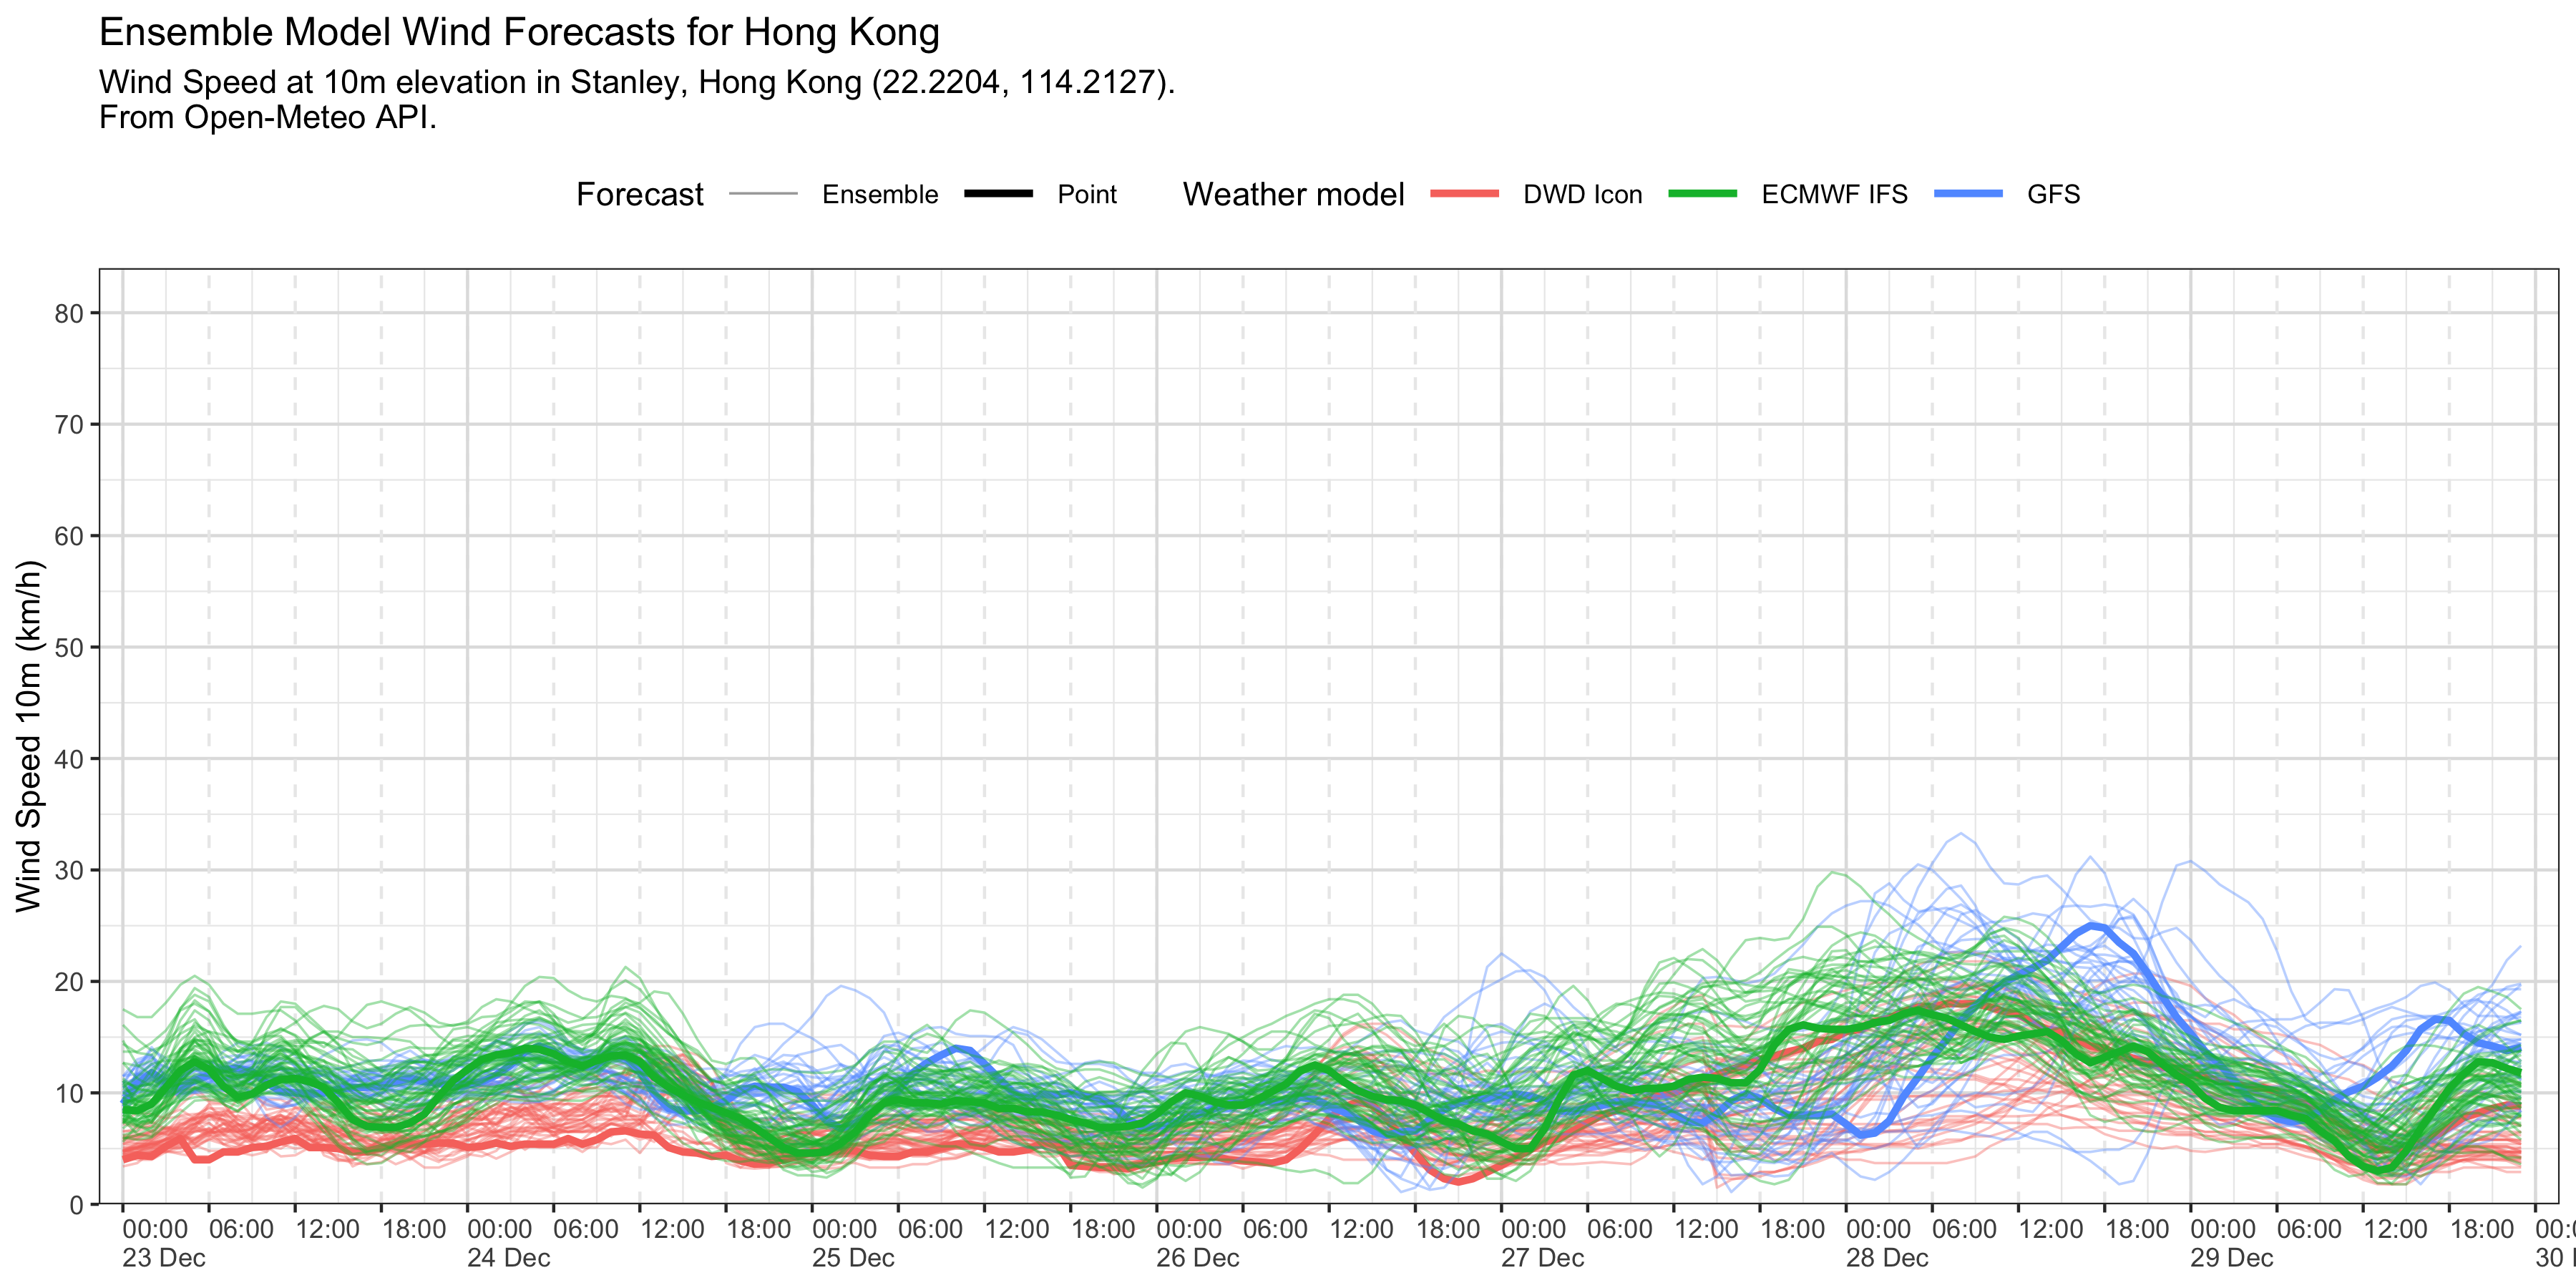 Ensemble Model Wind Forecasts for Hong Kong
Wind Speed at 10m elevation in Stanley, Hong Kong (22.2204, 114.2127).
From Open-Meteo API.
Forecast Ensemble Point Weather model DWD Icon ECMWF IFS GFS
Wind Speed 10m (km/h)
80
70
60
50
40
30
20
10
0
00:00 06:00 12:00 18:00 00:00 06:00 12:00 18:00 00:00 06:00 12:00 18:00 00:00 06:00 12:00 18:00 00:00 06:00 12:00 18:00 00:00 06:00 12:00 18:00 00:00 06:00 12:00 18:00
23 Dec 24 Dec 25 Dec 26 Dec 27 Dec 28 Dec 29 Dec 30